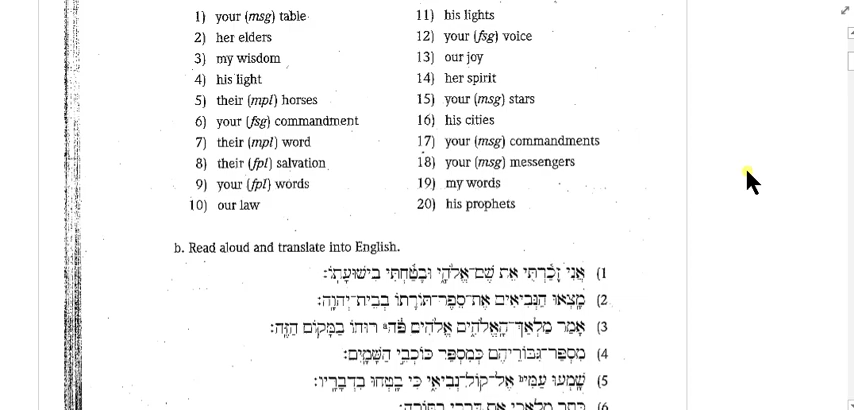 1) your (msg) table
2) her elders
3) my wisdom
4) his light
5) their (mpl) horses
6) your (fsg) commandment
7) their (mpl) word
8) their (fpl) salvation
9) your (fpl) words
10) our law
11) his lights
12) your (fsg) voice
13) our joy
14) her spirit
15) your (msg) stars
16) his cities
17) your (msg) commandments
18) your (msg) messengers
19) my words
20) his prophets
b. Read aloud and translate into English.
1) אֲנִי זָכַרְתִּי אֶת שֵׁם־אֱלֹהָי וּבָטַחְתִּי בִישׁוּעָתוֹ׃
2) מָצְאוּ הַנְּבִיאִים אֶת־סֵפֶר־תּוֹרָתוֹ בְּבֵית־יְהוָה׃
3) אָמַר מַלְאַךְ־הָאֱלֹהִים אֱלֹהִים פֹּה רוּחוֹ בַּמָּקוֹם הַזֶּה׃
4) מִסְפַּר־גִּבּוֹרֵיהֶם כְּמִסְפַּר כּוֹכְבֵי הַשָּׁמָיִם׃
5) שָׁמְעוּ עַמִּי אֶל־קוֹל־נְבִיאַי כִּי בָטְחוּ בִדְבָרָיו׃
6)